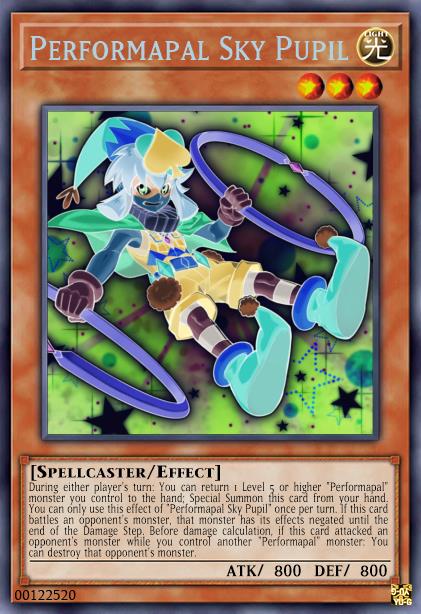 PERFORMAPAL SKY PUPIL
LIGHT
光
[SPELLCASTER/EFFECT]
During either player's turn: You can return 1 Level 5 or higher "Performapal"
monster you control to the hand; Special Summon this card from your hand.
You can only use this effect of "Performapal Sky Pupil" once per turn. If this card
battles an opponent's monster, that monster has its effects negated until the
end of the Damage Step. Before damage calculation, if this card attacked an
opponent's monster while you control another "Performapal" monster: You
can destroy that opponent's monster.
ATK/ 800 DEF/ 800
00122520